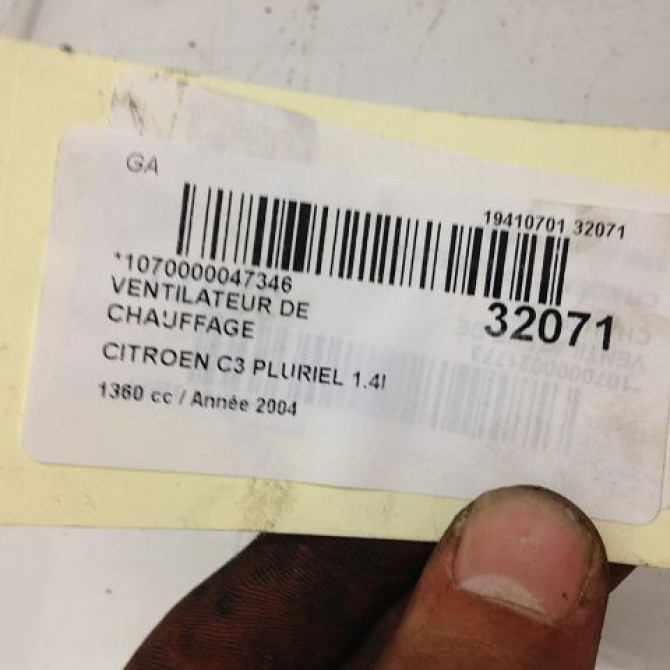 GA
19410701 32071
*1070000047346
32071
VENTILATEUR DE
CHAUFFAGE
CITROEN C3 PLURIEL 1.4I
1360 cc / Année 2004